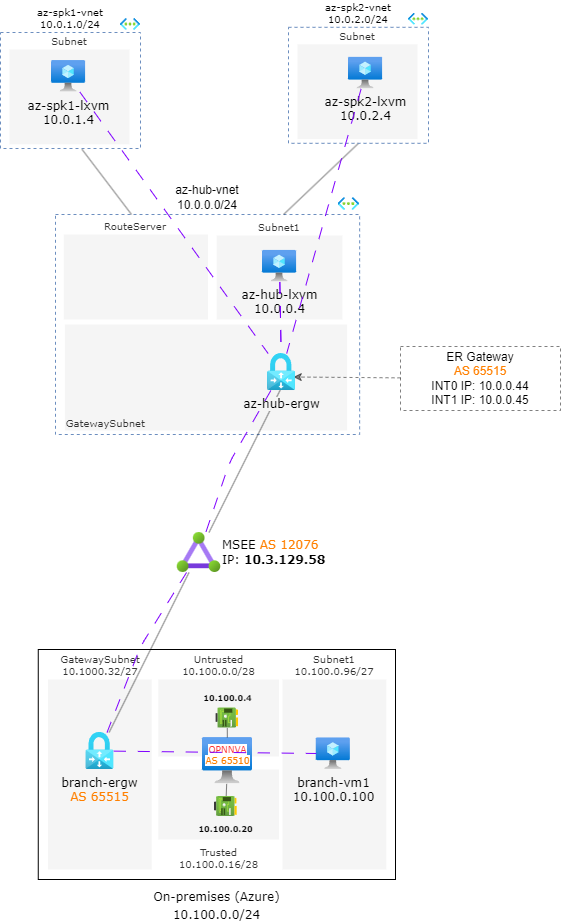 az-spk1-vnet
10.0.1.0/24
Subnet
az-spk1-lxvm
10.0.1.4
az-spk2-vnet
10.0.2.0/24
Subnet
az-spk2-lxvm
10.0.2.4
az-hub-vnet
10.0.0.0/24
RouteServer
Subnet1
az-hub-lxvm
10.0.0.4
az-hub-ergw
GatewaySubnet
ER Gateway
AS 65515
INT0 IP: 10.0.0.44
INT1 IP: 10.0.0.45
MSEE AS 12076
IP: 10.3.129.58
GatewaySubnet
10.1000.32/27
Untrusted
10.100.0.0/28
Subnet1
10.100.0.96/27
10.100.0.4
OPNNVA
AS 65510
branch-ergw
AS 65515
branch-vm1
10.100.0.100
10.100.0.20
Trusted
10.100.0.16/28
On-premises (Azure)
10.100.0.0/24